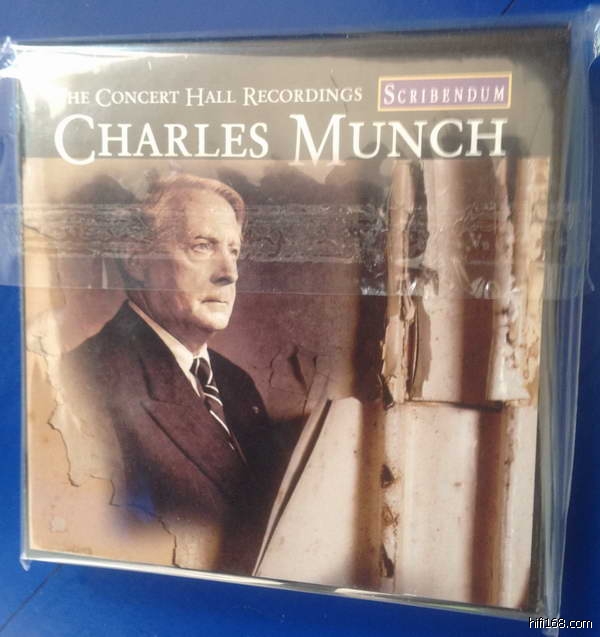 THE CONCERT HALL RECORDINGS
SCRIBENDUM
CHARLES MUNCH
hifi168.com